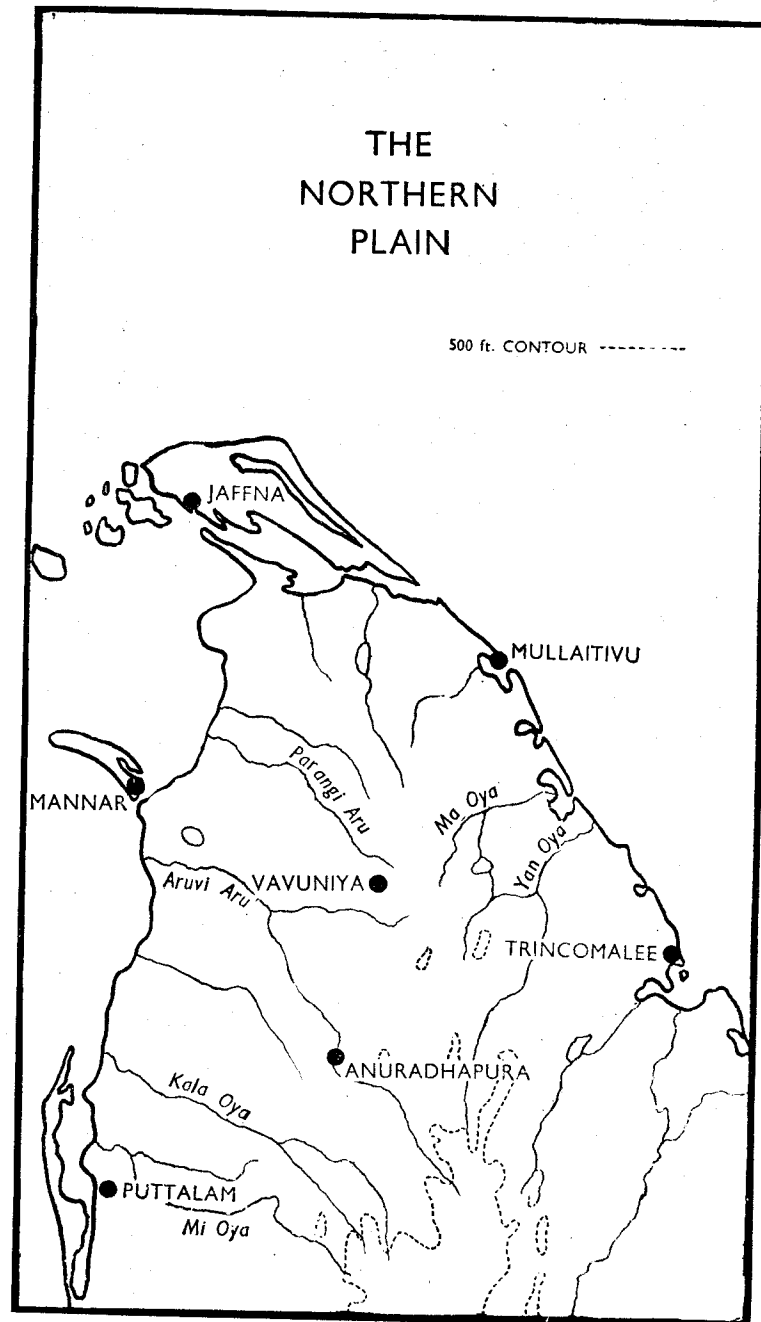 THE
NORTHERN
PLAIN
500 ft. CONTOUR
JAFFNA
MULLAITIVU
Parangi Aru
MANNAR
Ma Oya
Yan Oya
Aruvi Aru
VAVUNIYA
TRINCOMALEE
ANURADHAPURA
Kala Oya
PUTTALAM
Mi Oya